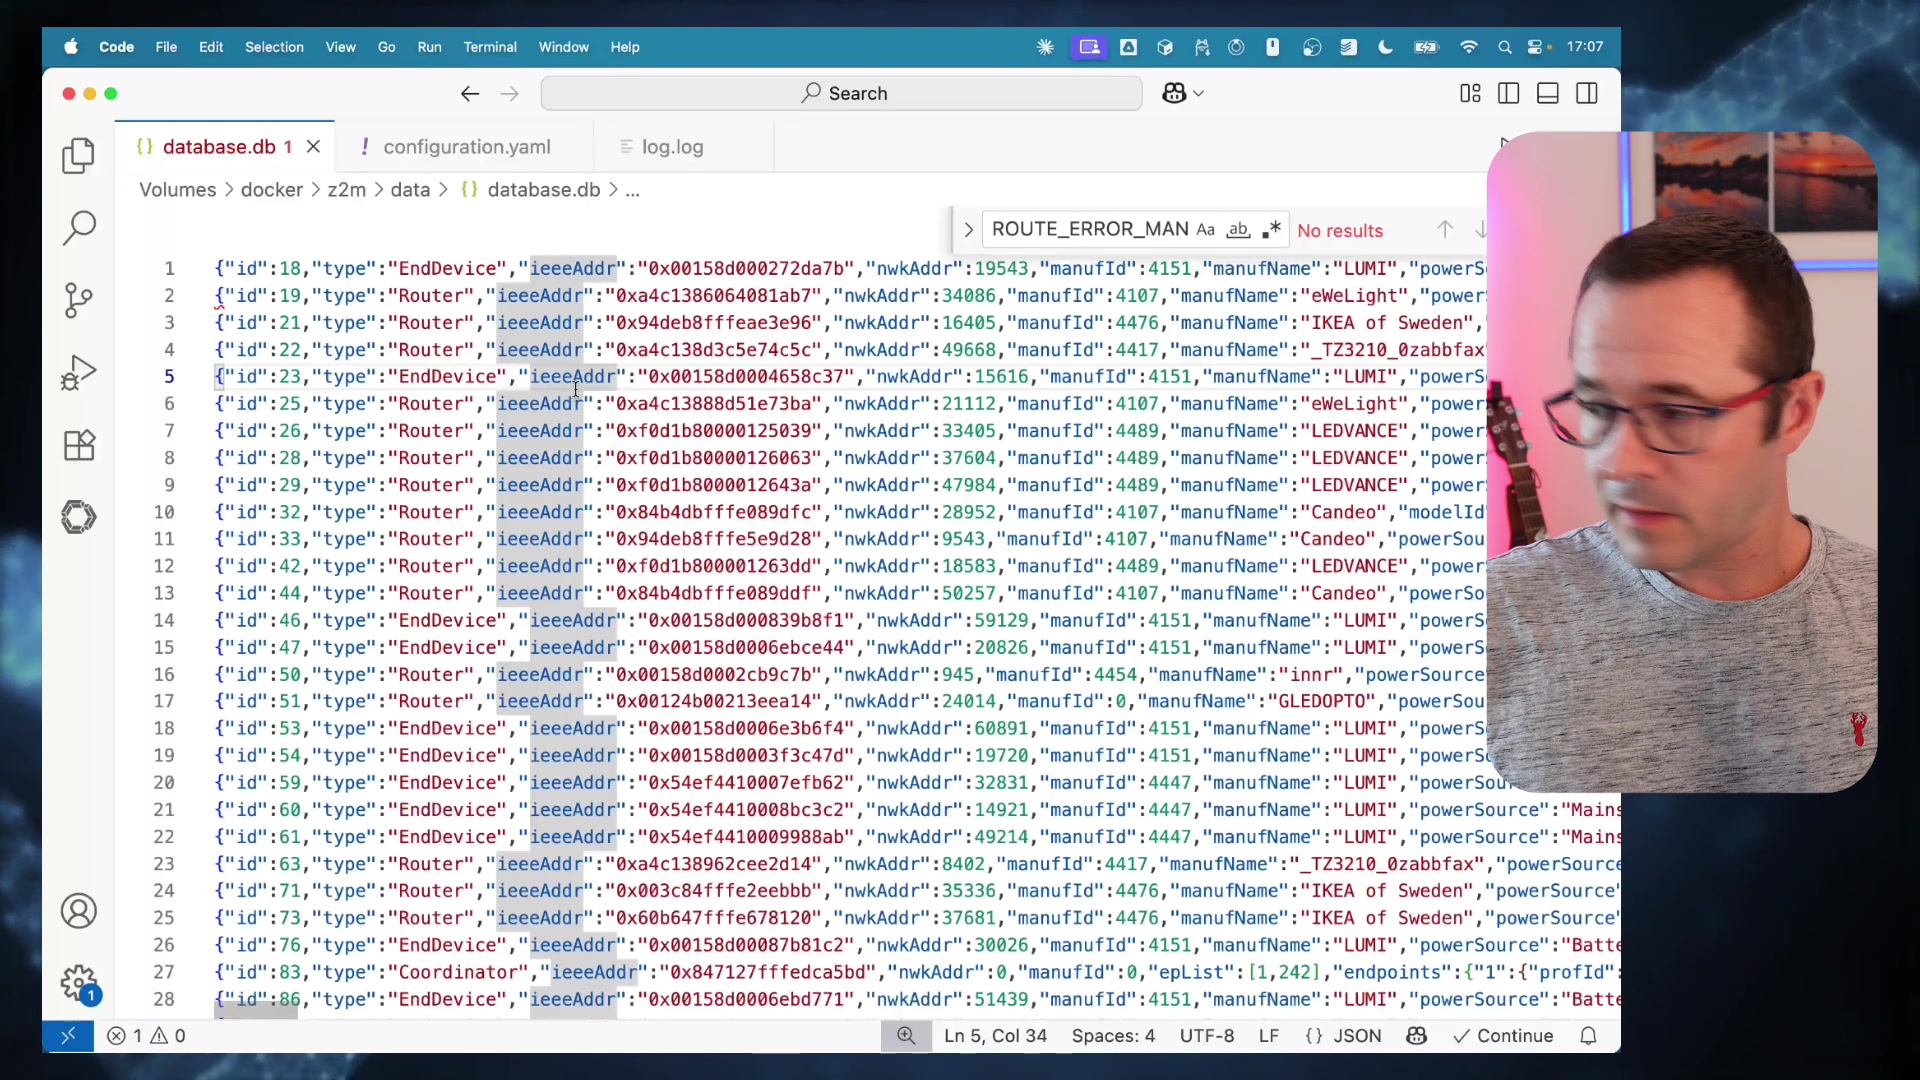 Code File Edit Selection View Go Run Terminal Window Help 17:07
Search
{} database.db 1 ! configuration.yaml log.log
Volumes > docker > z2m > data > {} database.db > ...
ROUTE_ERROR_MAN Aa ab .* No results
1 {"id":18,"type":"EndDevice","ieeeAddr":"0x00158d000272da7b","nwkAddr":19543,"manufId":4151,"manufName":"LUMI","powerS
2 {"id":19,"type":"Router","ieeeAddr":"0xa4c1386064081ab7","nwkAddr":34086,"manufId":4107,"manufName":"eWeLight","power
3 {"id":21,"type":"Router","ieeeAddr":"0x94deb8fffeae3e96","nwkAddr":16405,"manufId":4476,"manufName":"IKEA of Sweden","
4 {"id":22,"type":"Router","ieeeAddr":"0xa4c138d3c5e74c5c","nwkAddr":49668,"manufId":4417,"manufName":"_TZ3210_0zabbfax"
5 {"id":23,"type":"EndDevice","ieeeAddr":"0x00158d0004658c37","nwkAddr":15616,"manufId":4151,"manufName":"LUMI","powerS
6 {"id":25,"type":"Router","ieeeAddr":"0xa4c13888d51e73ba","nwkAddr":21112,"manufId":4107,"manufName":"eWeLight","power
7 {"id":26,"type":"Router","ieeeAddr":"0xf0d1b80000125039","nwkAddr":33405,"manufId":4489,"manufName":"LEDVANCE","power
8 {"id":28,"type":"Router","ieeeAddr":"0xf0d1b80000126063","nwkAddr":37604,"manufId":4489,"manufName":"LEDVANCE","power
9 {"id":29,"type":"Router","ieeeAddr":"0xf0d1b8000012643a","nwkAddr":47984,"manufId":4489,"manufName":"LEDVANCE","power
10 {"id":32,"type":"Router","ieeeAddr":"0x84b4dbfffe089dfc","nwkAddr":28952,"manufId":4107,"manufName":"Candeo","modelId
11 {"id":33,"type":"Router","ieeeAddr":"0x94deb8fffe5e9d28","nwkAddr":9543,"manufId":4107,"manufName":"Candeo","powerSou
12 {"id":42,"type":"Router","ieeeAddr":"0xf0d1b800001263dd","nwkAddr":18583,"manufId":4489,"manufName":"LEDVANCE","power
13 {"id":44,"type":"Router","ieeeAddr":"0x84b4dbfffe089ddf","nwkAddr":50257,"manufId":4107,"manufName":"Candeo","powerSo
14 {"id":46,"type":"EndDevice","ieeeAddr":"0x00158d000839b8f1","nwkAddr":59129,"manufId":4151,"manufName":"LUMI","powerS
15 {"id":47,"type":"EndDevice","ieeeAddr":"0x00158d0006ebce44","nwkAddr":20826,"manufId":4151,"manufName":"LUMI","powerS
16 {"id":50,"type":"Router","ieeeAddr":"0x00158d0002cb9c7b","nwkAddr":945,"manufId":4454,"manufName":"innr","powerSource
17 {"id":51,"type":"Router","ieeeAddr":"0x00124b00213eea14","nwkAddr":24014,"manufId":0,"manufName":"GLEDOPTO","powerSou
18 {"id":53,"type":"EndDevice","ieeeAddr":"0x00158d0006e3b6f4","nwkAddr":60891,"manufId":4151,"manufName":"LUMI","powerS
19 {"id":54,"type":"EndDevice","ieeeAddr":"0x00158d0003f3c47d","nwkAddr":19720,"manufId":4151,"manufName":"LUMI","powerS
20 {"id":59,"type":"EndDevice","ieeeAddr":"0x54ef4410007efb62","nwkAddr":32831,"manufId":4447,"manufName":"LUMI","powerSou
21 {"id":60,"type":"EndDevice","ieeeAddr":"0x54ef4410008bc3c2","nwkAddr":14921,"manufId":4447,"manufName":"LUMI","powerSource":"Mains
22 {"id":61,"type":"EndDevice","ieeeAddr":"0x54ef4410009988ab","nwkAddr":49214,"manufId":4447,"manufName":"LUMI","powerSource":"Mains
23 {"id":63,"type":"Router","ieeeAddr":"0xa4c138962cee2d14","nwkAddr":8402,"manufId":4417,"manufName":"_TZ3210_0zabbfax","powerSource
24 {"id":71,"type":"Router","ieeeAddr":"0x003c84fffe2eebbb","nwkAddr":35336,"manufId":4476,"manufName":"IKEA of Sweden","powerSource"
25 {"id":73,"type":"Router","ieeeAddr":"0x60b647fffe678120","nwkAddr":37681,"manufId":4476,"manufName":"IKEA of Sweden","powerSource"
26 {"id":76,"type":"EndDevice","ieeeAddr":"0x00158d00087b81c2","nwkAddr":30026,"manufId":4151,"manufName":"LUMI","powerSource":"Batte
27 {"id":83,"type":"Coordinator","ieeeAddr":"0x847127fffedca5bd","nwkAddr":0,"manufId":0,"epList":[1,242],"endpoints":{"1":{"profId":
28 {"id":86,"type":"EndDevice","ieeeAddr":"0x00158d0006ebd771","nwkAddr":51439,"manufId":4151,"manufName":"LUMI","powerSource":"Batte
1
1 0 Ln 5, Col 34 Spaces: 4 UTF-8 LF {} JSON Continue